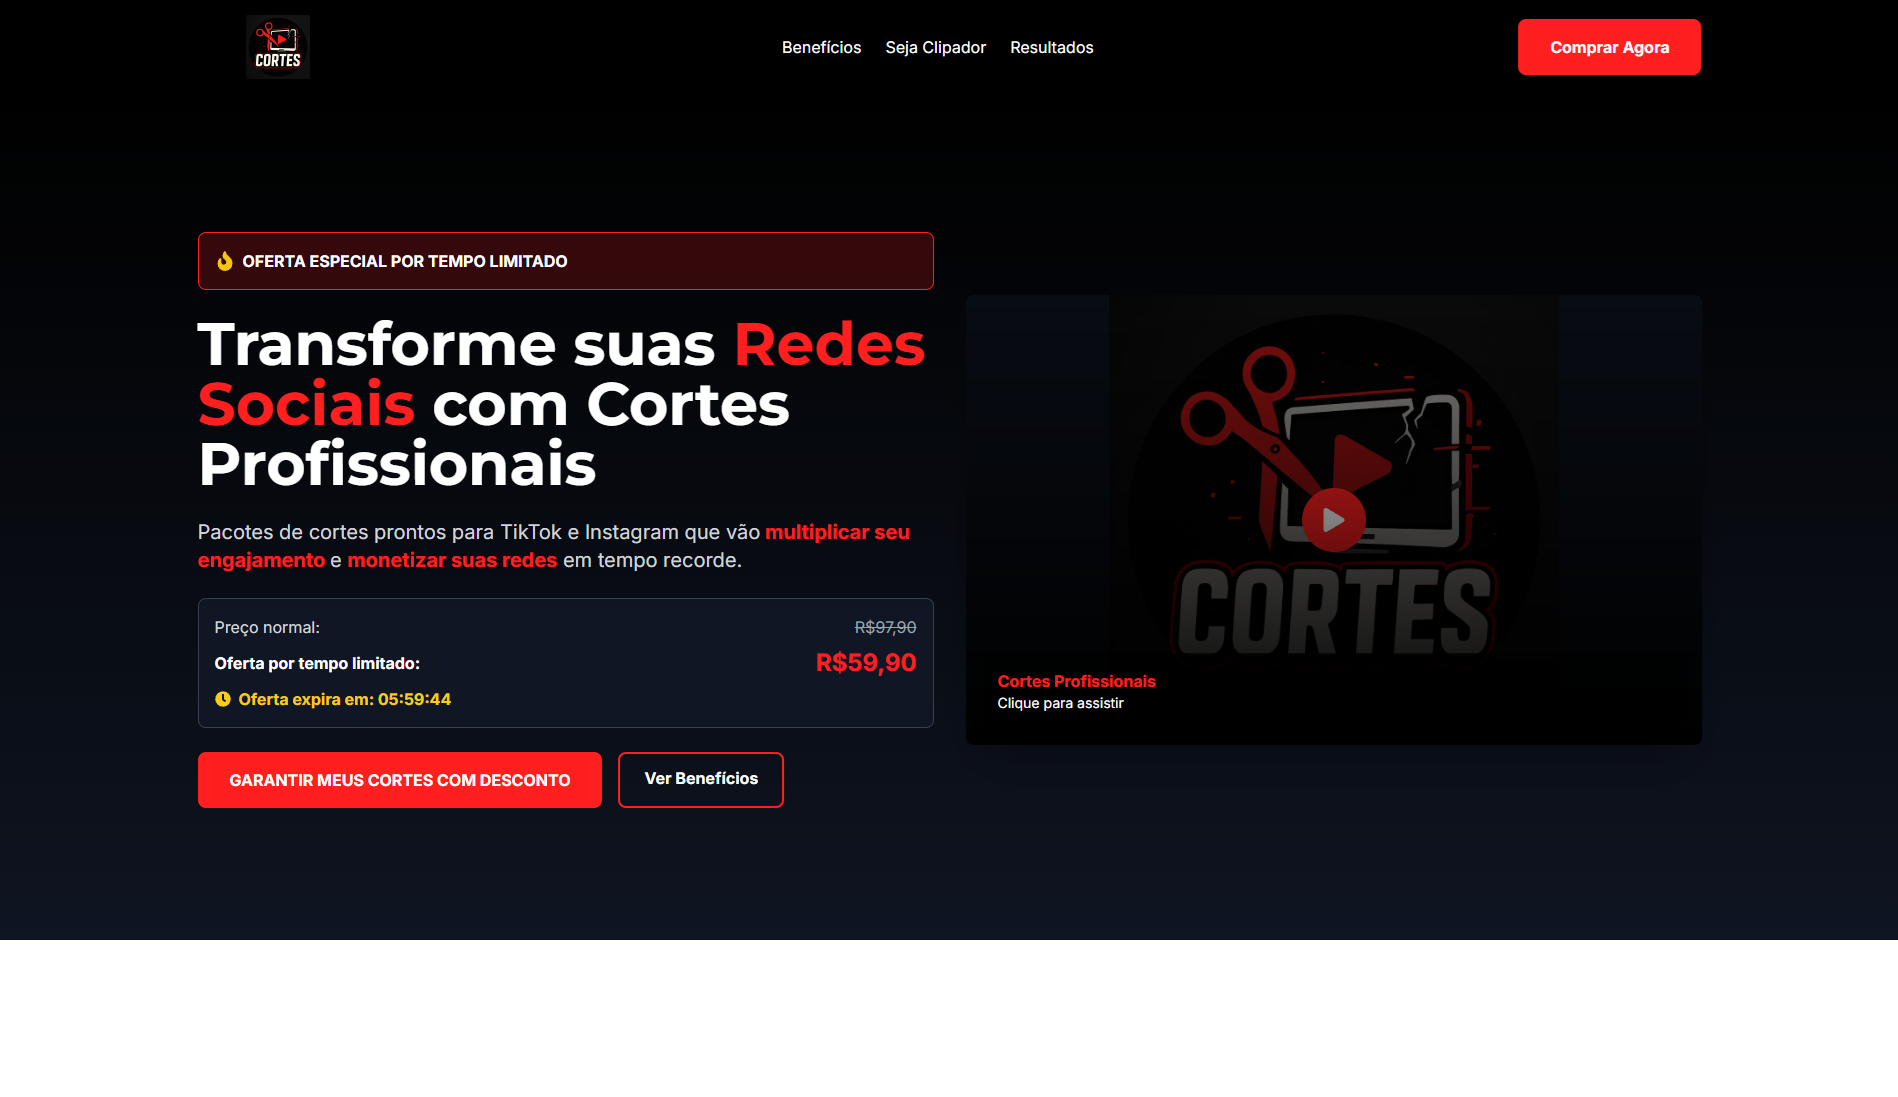 CORTES
Benefícios
Seja Clipador
Resultados
Comprar Agora
OFERTA ESPECIAL POR TEMPO LIMITADO
Transforme suas Redes
Sociais com Cortes
Profissionais
Pacotes de cortes prontos para TikTok e Instagram que vão multiplicar seu
engajamento e monetizar suas redes em tempo recorde.
Preço normal: R$97,90
Oferta por tempo limitado: R$59,90
Oferta expira em: 05:59:44
GARANTIR MEUS CORTES COM DESCONTO
Ver Benefícios
CORTES
Cortes Profissionais
Clique para assistir